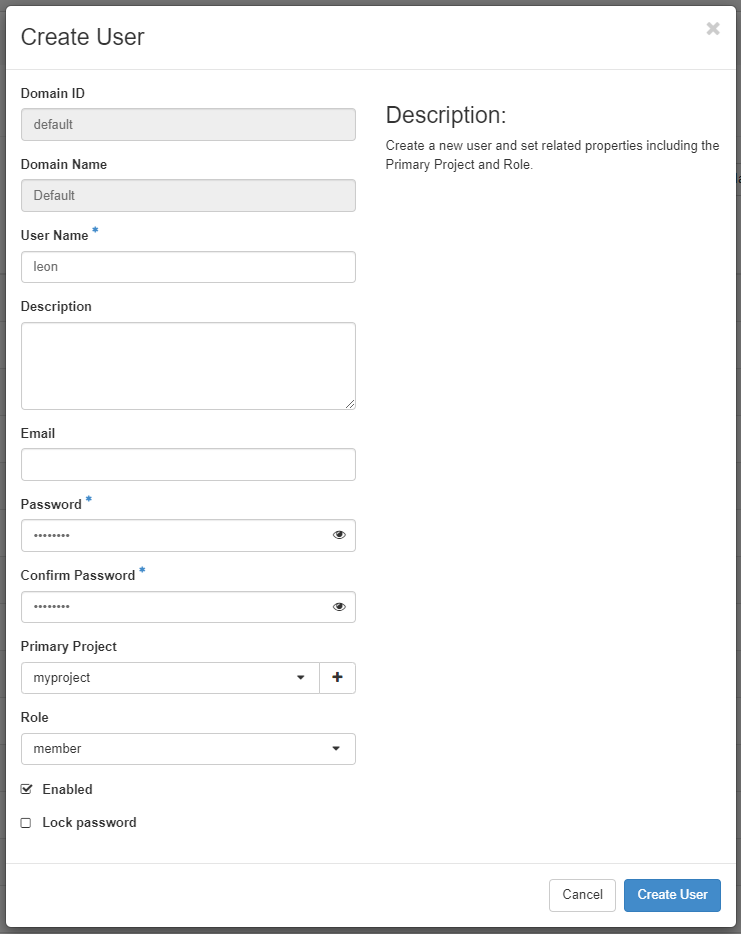 Create User
Domain ID
default
Domain Name
Default
User Name *
leon
Description
Email
Password *
••••••••
Confirm Password *
••••••••
Primary Project
myproject
Role
member
Enabled
Lock password
Description:
Create a new user and set related properties including the
Primary Project and Role.
Cancel
Create User